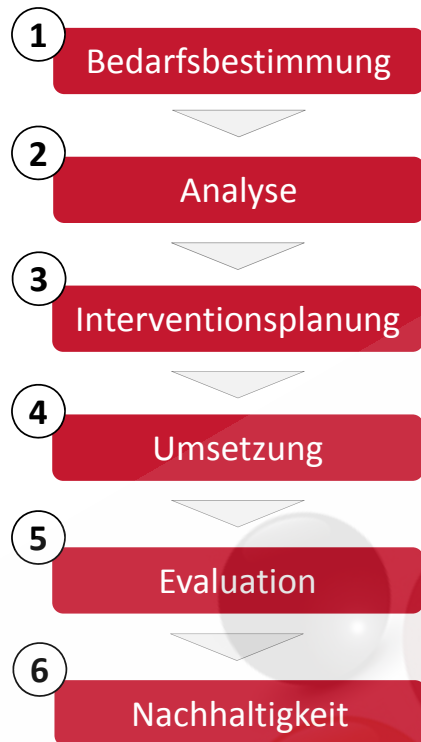 1
Bedarfsbestimmung
2
Analyse
3
Interventionsplanung
4
Umsetzung
5
Evaluation
6
Nachhaltigkeit